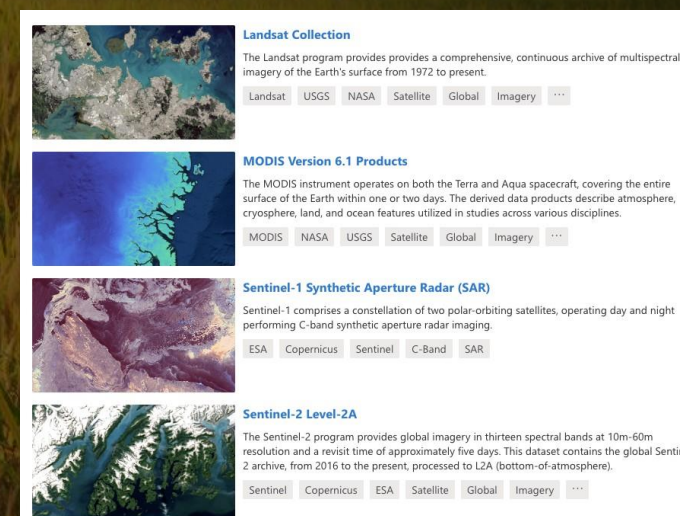 Landsat Collection
The Landsat program provides provides a comprehensive, continuous archive of multispectral
imagery of the Earth's surface from 1972 to present.
Landsat USGS NASA Satellite Global Imagery ...
MODIS Version 6.1 Products
The MODIS instrument operates on both the Terra and Aqua spacecraft, covering the entire
surface of the Earth within one or two days. The derived data products describe atmosphere,
cryosphere, land, and ocean features utilized in studies across various disciplines.
MODIS NASA USGS Satellite Global Imagery ...
Sentinel-1 Synthetic Aperture Radar (SAR)
Sentinel-1 comprises a constellation of two polar-orbiting satellites, operating day and night
performing C-band synthetic aperture radar imaging.
ESA Copernicus Sentinel C-Band SAR
Sentinel-2 Level-2A
The Sentinel-2 program provides global imagery in thirteen spectral bands at 10m-60m
resolution and a revisit time of approximately five days. This dataset contains the global Senti
2 archive, from 2016 to the present, processed to L2A (bottom-of-atmosphere).
Sentinel Copernicus ESA Satellite Global Imagery ...